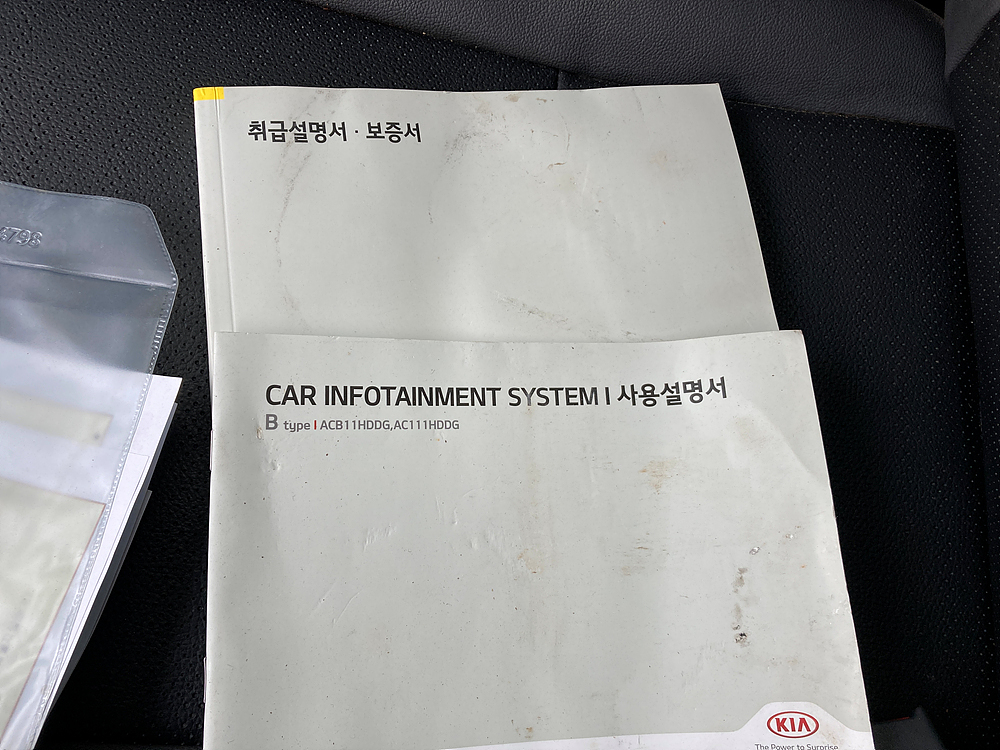 취급설명서 · 보증서
CAR INFOTAINMENT SYSTEM I 사용설명서
B type I ACB11HDDG,AC111HDDG
KIA
The Power to Surprise